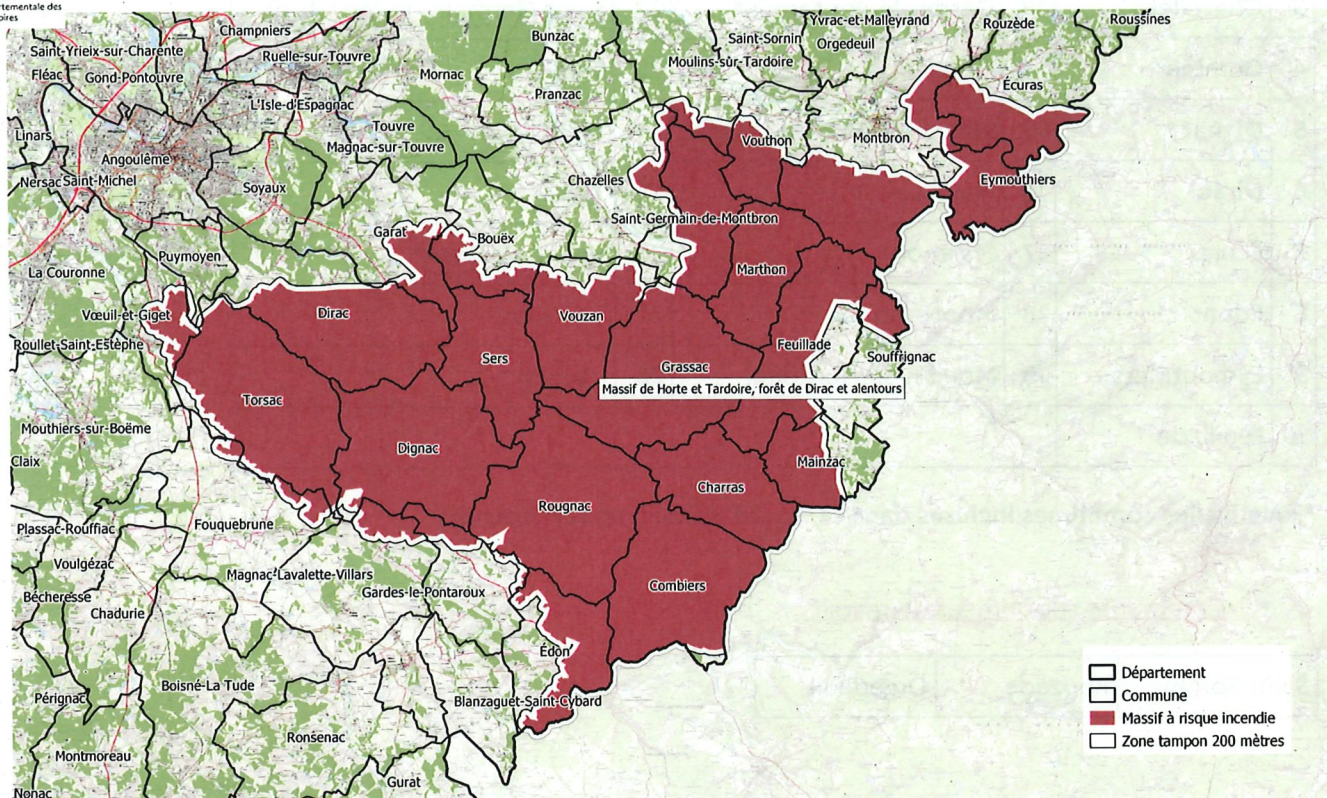 rtementale des
oires
Champniers
Bunzac
Yvrac-et-Malleyrand
Rouzède
Roussines
Saint-Yrieix-sur-Charente
Ruelle-sur-Touvre
Saint-Sornin
Orgedeuil
Fléac
Gond-Pontouvre
Mornac
Moulins-sur-Tardoire
Écuras
Pranzac
L'Isle-d'Espagnac
Touvre
Linars
Magnac-sur-Touvre
Vouthon
Montbron
Angoulême
Nersac
Saint-Michel
Soyaux
Chazelles
Eymouthiers
Saint-Germain-de-Montbron
Garat
Bouëx
Puymoyen
La Couronne
Marthon
Vœuil-et-Giget
Dirac
Vouzan
Roullet-Saint-Estèphe
Sers
Feuillade
Souffrignac
Grassac
Massif de Horte et Tardoire, forêt de Dirac et alentours
Torsac
Mouthiers-sur-Boëme
Dignac
Claix
Mainzac
Charras
Rougnac
Plassac-Rouffiac
Fouquebrune
Voulgézac
Magnac-Lavalette-Villars
Gardes-le-Pontaroux
Combiers
Bécheresse
Chadurie
Édon
Pérignac
Boisné-La Tude
Blanzaguet-Saint-Cybard
Ronsenac
Montmoreau
Gurat
Nonac
Département
Commune
Massif à risque incendie
Zone tampon 200 mètres